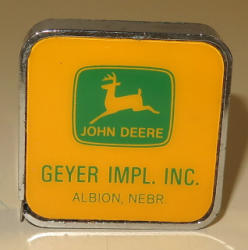 JOHN DEERE
GEYER IMPL. INC.
ALBION, NEBR.